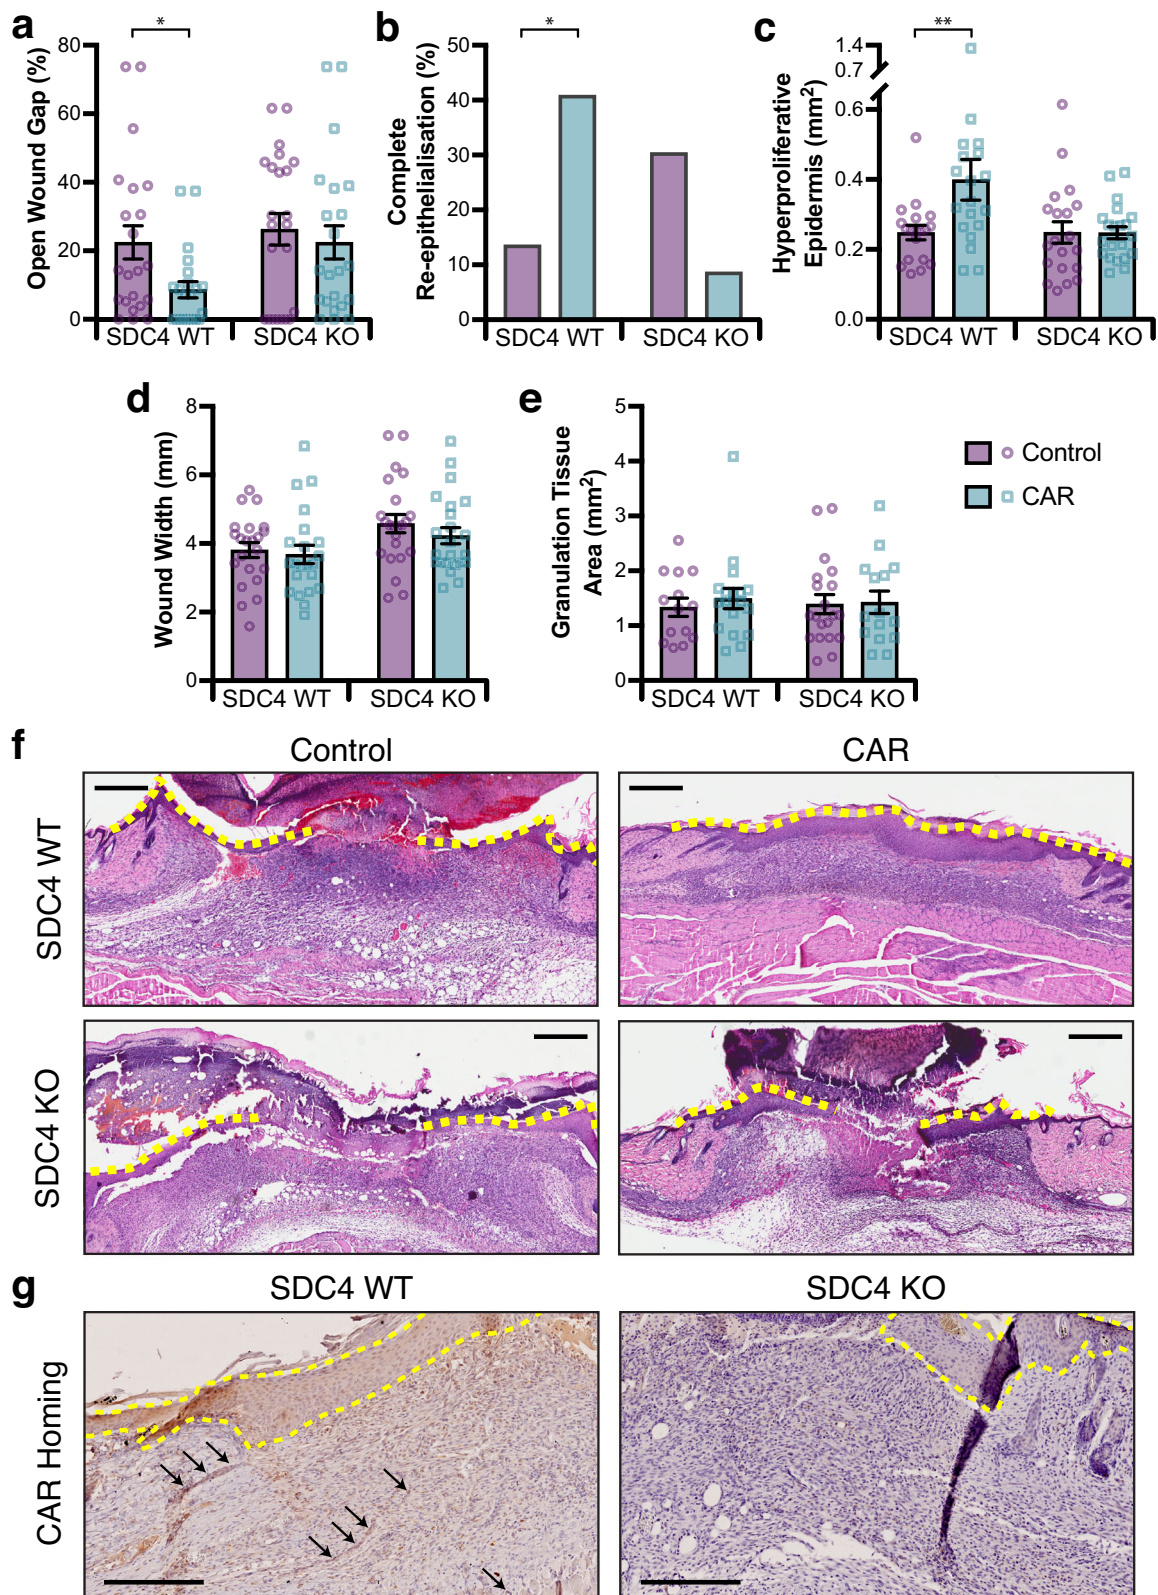 a
Open Wound Gap (%)
80
60
40
20
0
*
SDC4 WT
SDC4 KO
b
Complete
Re-epithelialisation (%)
50
40
30
20
10
0
*
SDC4 WT
SDC4 KO
c
Hyperproliferative
Epidermis (mm²)
1.4
0.7
0.6
0.4
0.2
0.0
**
SDC4 WT
SDC4 KO
d
Wound Width (mm)
8
6
4
2
0
SDC4 WT
SDC4 KO
e
Granulation Tissue
Area (mm²)
5
4
3
2
1
0
SDC4 WT
SDC4 KO
Control
CAR
f
Control
CAR
SDC4 WT
SDC4 KO
g
SDC4 WT
SDC4 KO
CAR Homing